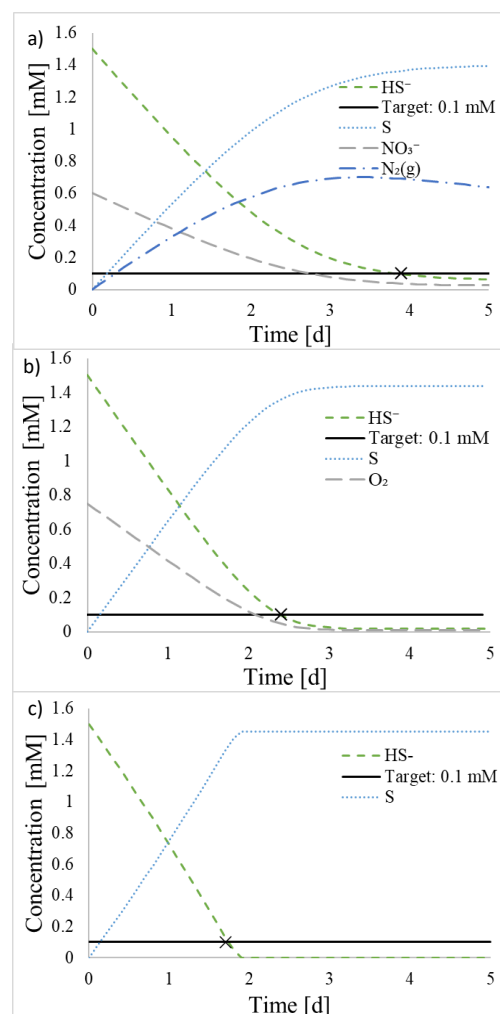 a)
Concentration [mM]
1.6
1.4
1.2
1
0.8
0.6
0.4
0.2
0
HS⁻
Target: 0.1 mM
S
NO₃⁻
N₂(g)
0 1 2 3 4 5
Time [d]
b)
Concentration [mM]
1.6
1.4
1.2
1
0.8
0.6
0.4
0.2
0
HS⁻
Target: 0.1 mM
S
O₂
0 1 2 3 4 5
Time [d]
c)
Concentration [mM]
1.6
1.4
1.2
1
0.8
0.6
0.4
0.2
0
HS-
Target: 0.1 mM
S
0 1 2 3 4 5
Time [d]